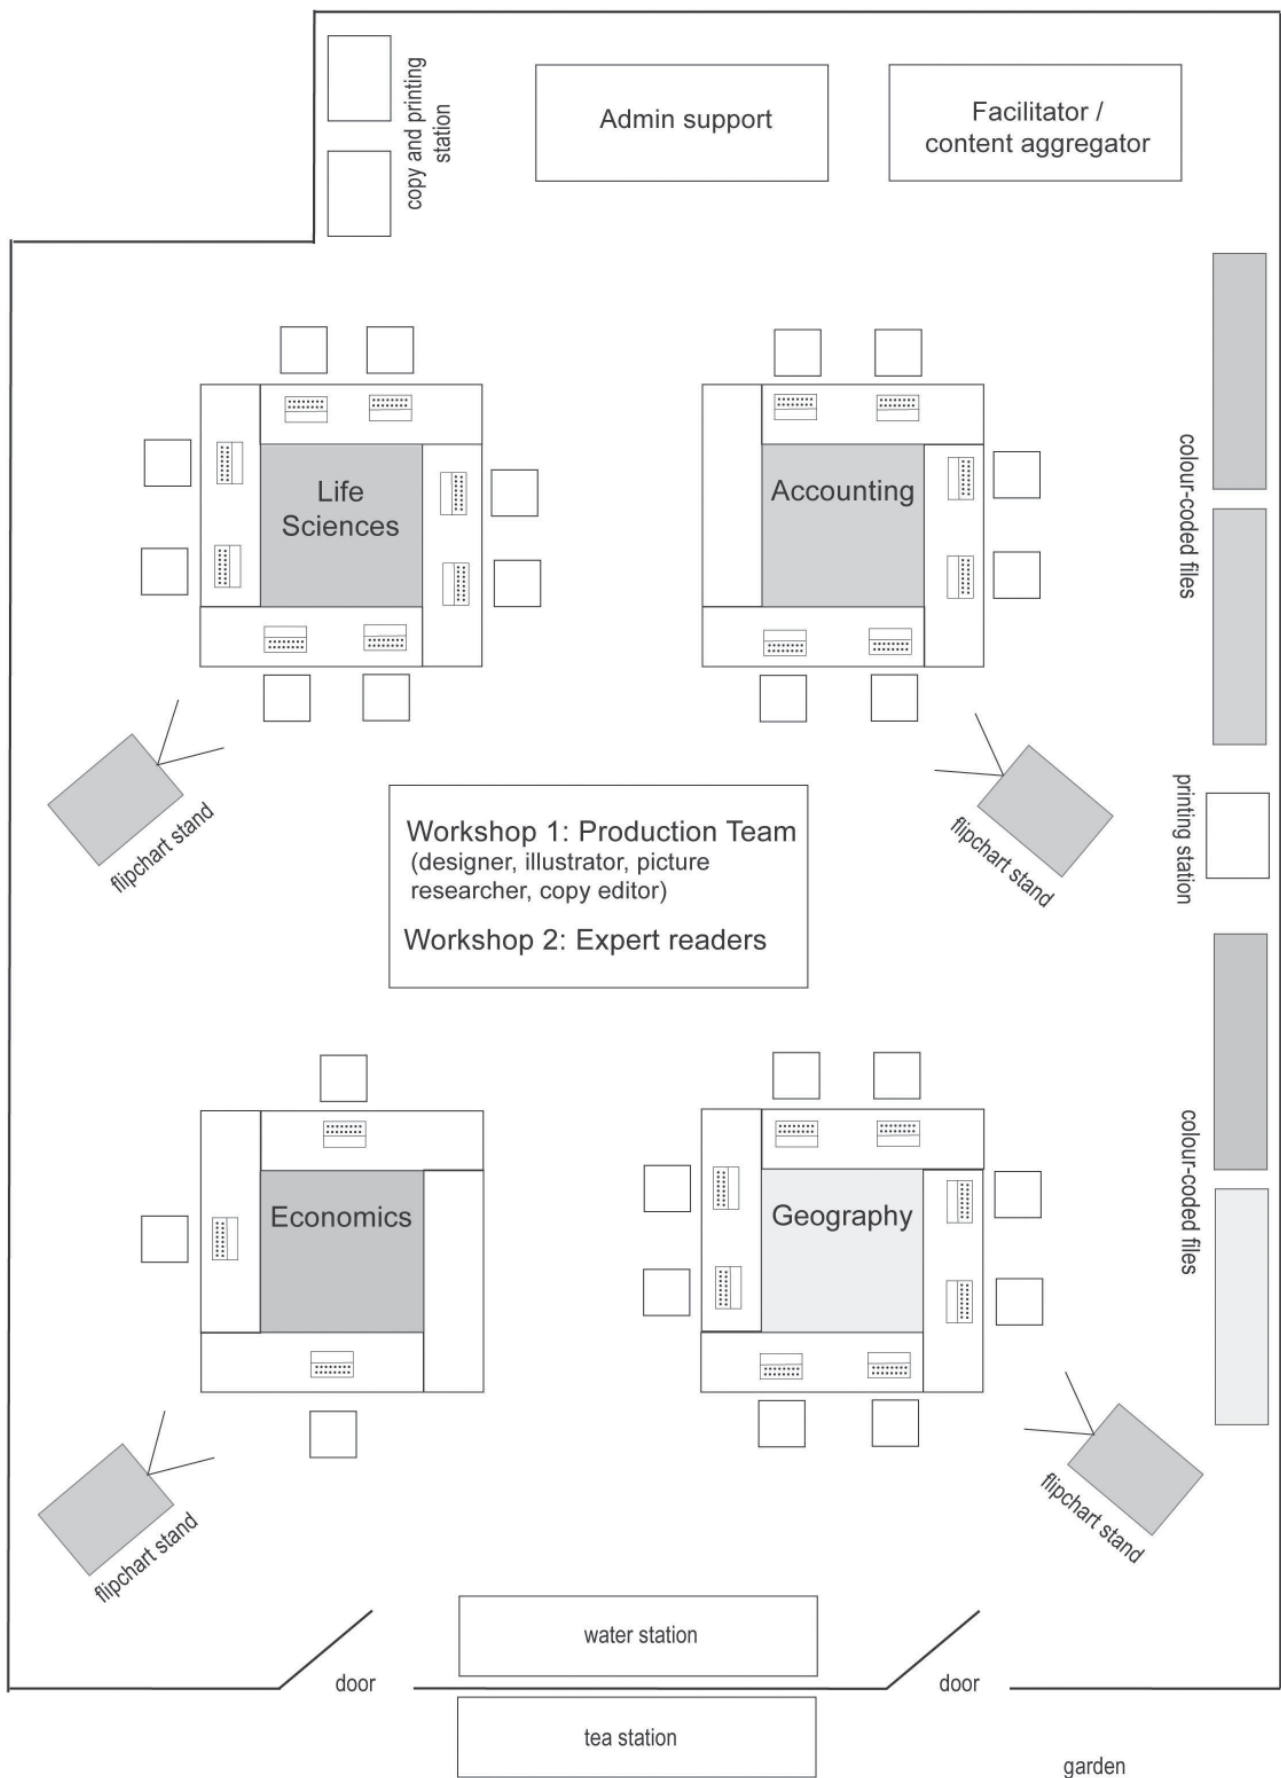 copy and printing
station
Admin support
Facilitator /
content aggregator
Life
Sciences
Accounting
colour-coded files
flipchart stand
Workshop 1: Production Team
(designer, illustrator, picture
researcher, copy editor)
Workshop 2: Expert readers
flipchart stand
printing station
Economics
Geography
colour-coded files
flipchart stand
flipchart stand
water station
door
door
tea station
garden